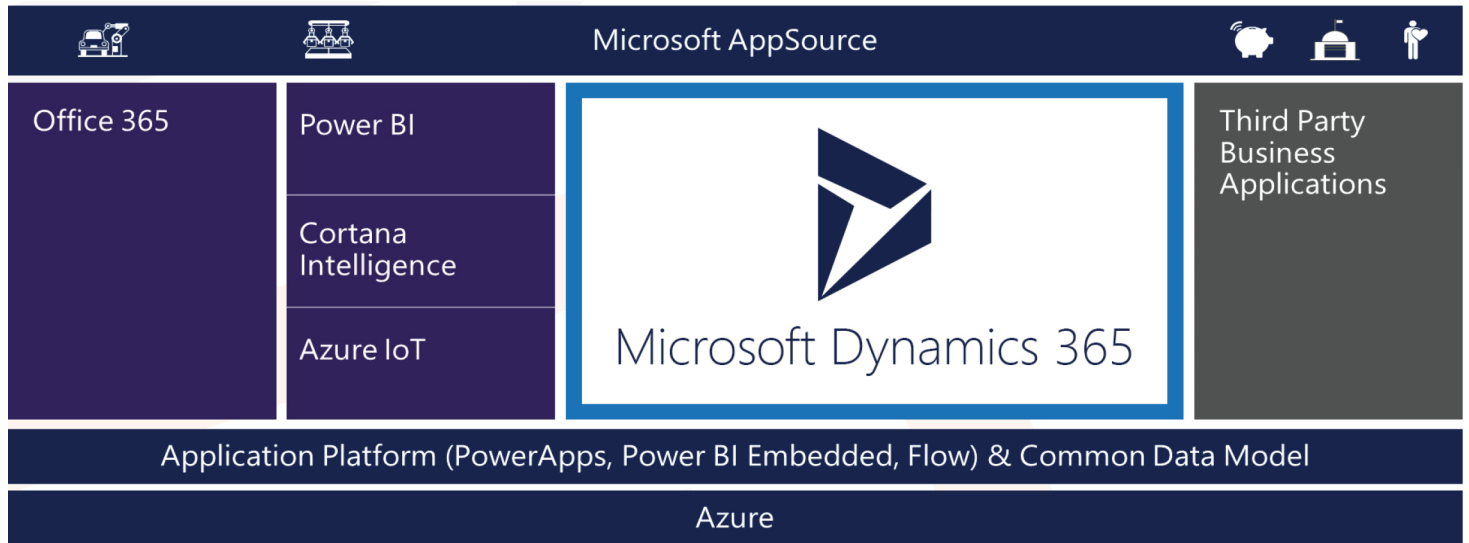 Microsoft AppSource
Office 365
Power BI
Cortana
Intelligence
Azure IoT
Microsoft Dynamics 365
Third Party
Business
Applications
Application Platform (PowerApps, Power BI Embedded, Flow) & Common Data Model
Azure